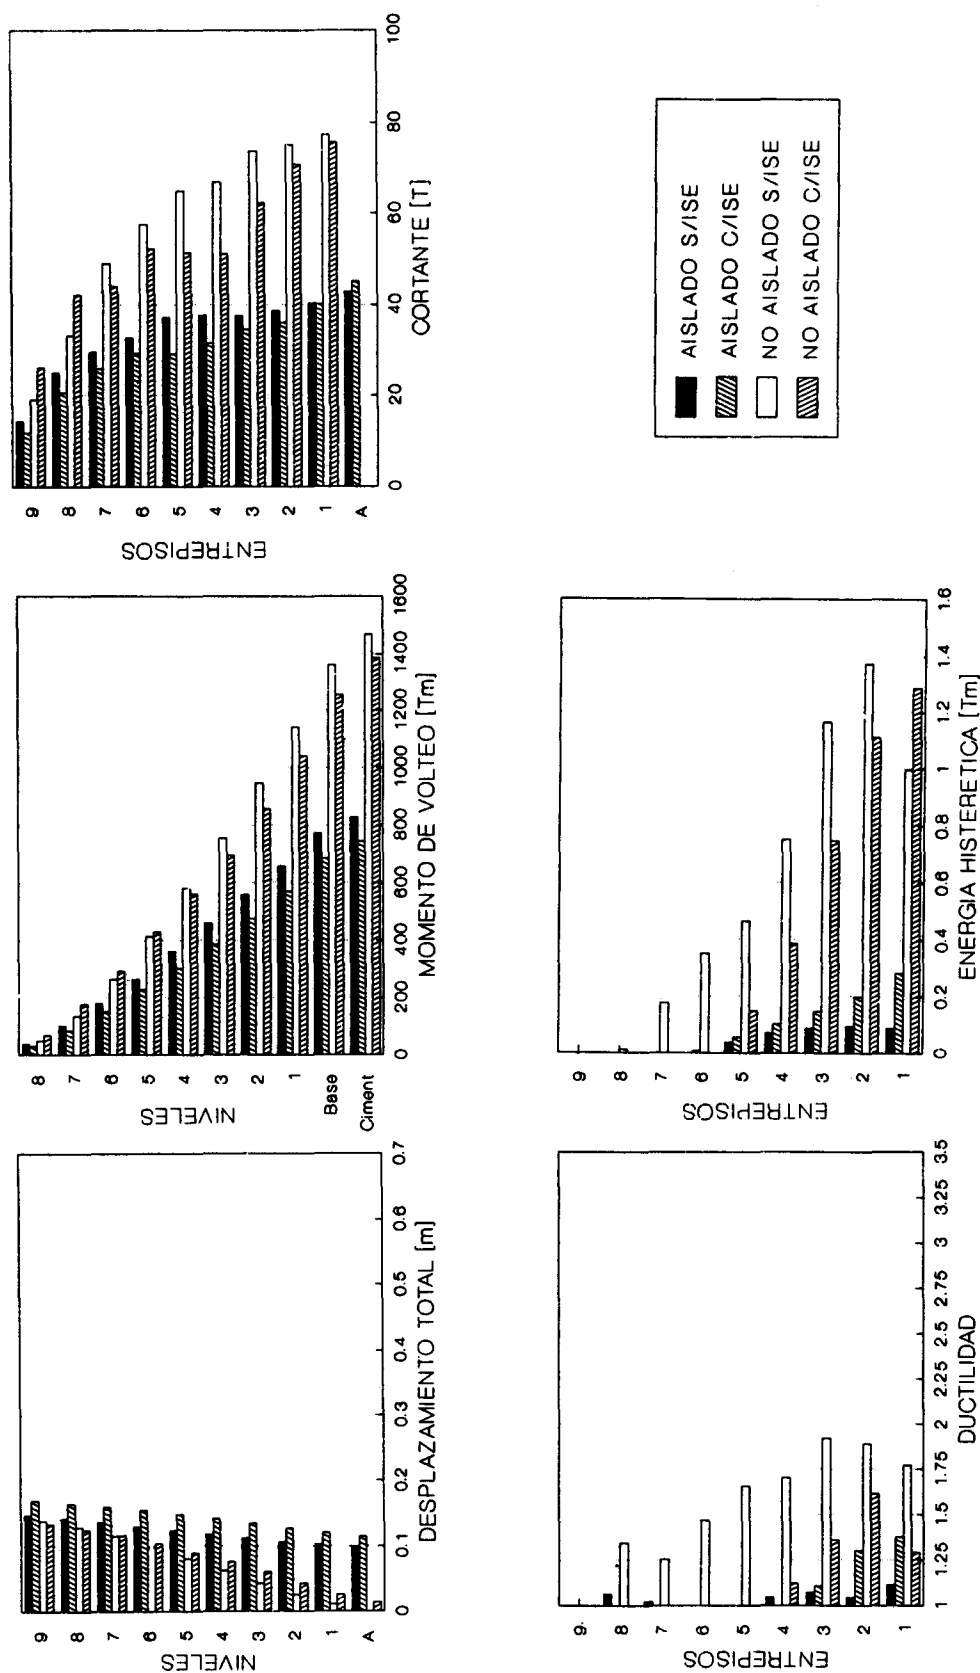 NIVELES
9
8
7
6
5
4
3
2
1
A
0 0.1 0.2 0.3 0.4 0.5 0.6 0.7
DESPLAZAMIENTO TOTAL [m]
NIVELES
8
7
6
5
4
3
2
1
Base
Ciment
0 200 400 600 800 1000 1200 1400 1600
MOMENTO DE VOLTEO [Tm]
ENTREPISOS
9
8
7
6
5
4
3
2
1
A
0 20 40 60 80 100
CORTANTE [T]
ENTREPISOS
9
8
7
6
5
4
3
2
1
1 1.25 1.5 1.75 2 2.25 2.5 2.75 3 3.25 3.5
DUCTILIDAD
ENTREPISOS
9
8
7
6
5
4
3
2
1
0 0.2 0.4 0.6 0.8 1 1.2 1.4 1.6
ENERGIA HISTERETICA [Tm]
AISLADO S/ISE
AISLADO C/ISE
NO AISLADO S/ISE
NO AISLADO C/ISE